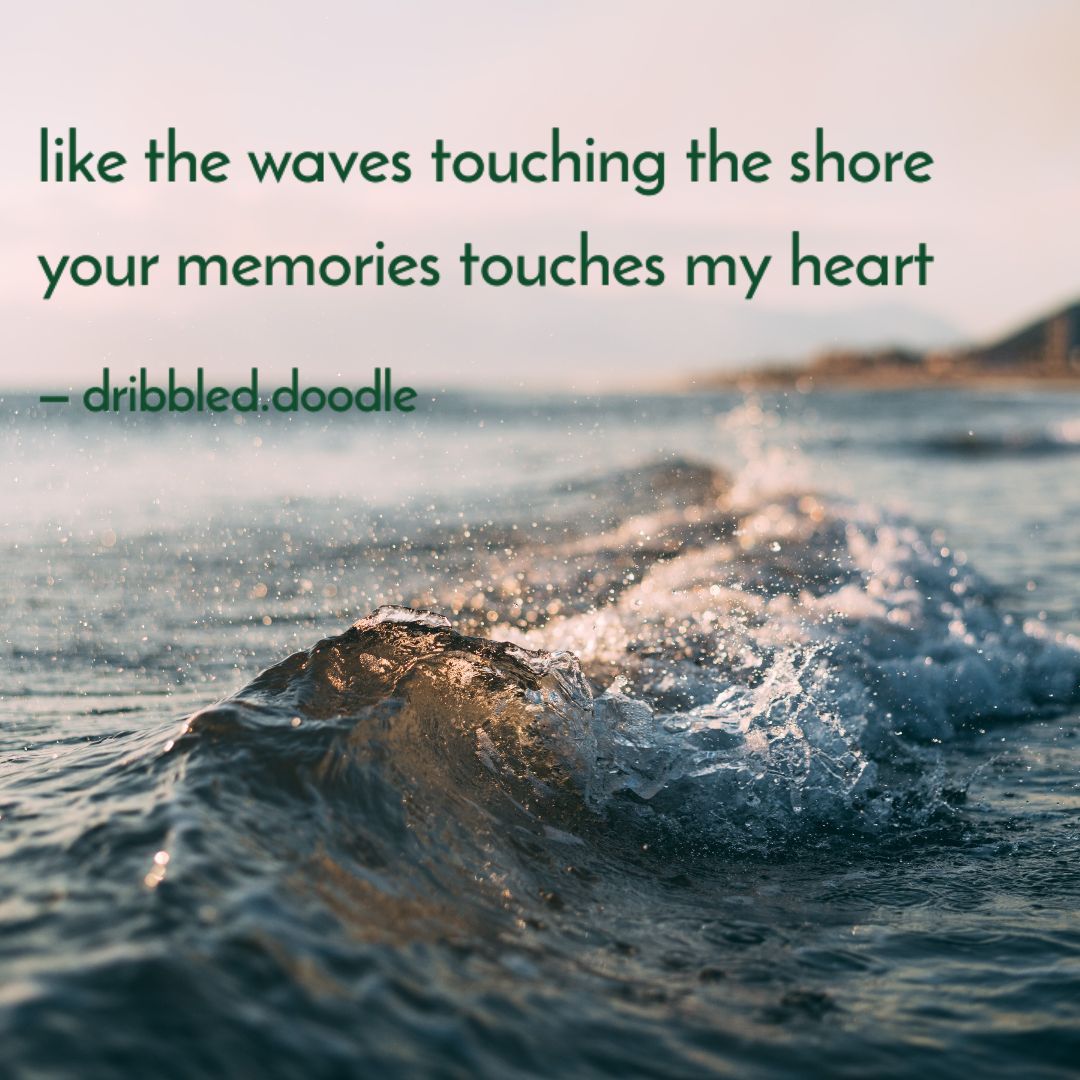 like the waves touching the shore
your memories touches my heart
– dribbled.doodle